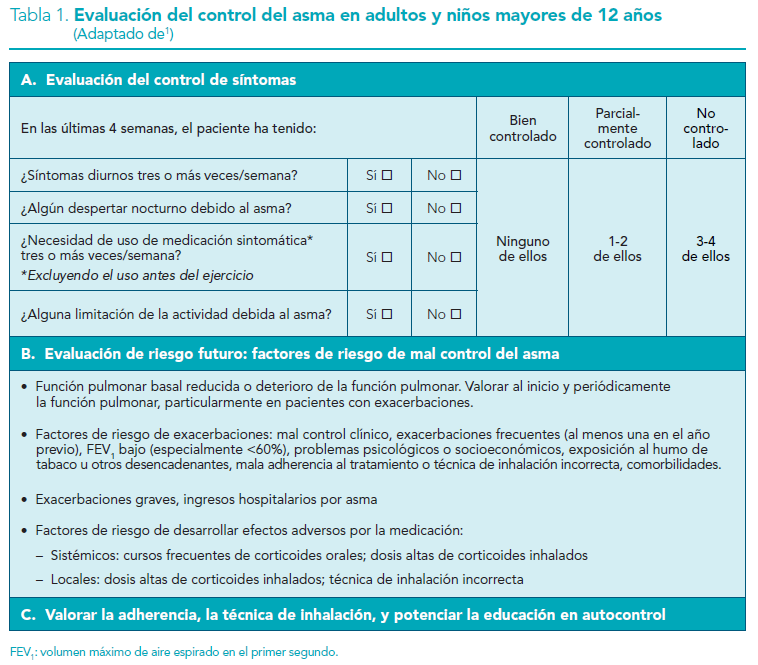 Tabla 1. Evaluación del control del asma en adultos y niños mayores de 12 años
(Adaptado de1)
A. Evaluación del control de síntomas
En las últimas 4 semanas, el paciente ha tenido:
Bien
controlado
Parcial-
mente
controlado
No
contro-
lado
¿Síntomas diurnos tres o más veces/semana?
Sí ☐
No ☐
¿Algún despertar nocturno debido al asma?
Sí ☐
No ☐
¿Necesidad de uso de medicación sintomática*
tres o más veces/semana?
*Excluyendo el uso antes del ejercicio
Sí ☐
No ☐
¿Alguna limitación de la actividad debida al asma?
Sí ☐
No ☐
Ninguno
de ellos
1-2
de ellos
3-4
de ellos
B. Evaluación de riesgo futuro: factores de riesgo de mal control del asma
• Función pulmonar basal reducida o deterioro de la función pulmonar. Valorar al inicio y periódicamente
la función pulmonar, particularmente en pacientes con exacerbaciones.
• Factores de riesgo de exacerbaciones: mal control clínico, exacerbaciones frecuentes (al menos una en el año
previo), FEV1 bajo (especialmente <60%), problemas psicológicos o socioeconómicos, exposición al humo de
tabaco u otros desencadenantes, mala adherencia al tratamiento o técnica de inhalación incorrecta, comorbilidades.
• Exacerbaciones graves, ingresos hospitalarios por asma
• Factores de riesgo de desarrollar efectos adversos por la medicación:
– Sistémicos: cursos frecuentes de corticoides orales; dosis altas de corticoides inhalados
– Locales: dosis altas de corticoides inhalados; técnica de inhalación incorrecta
C. Valorar la adherencia, la técnica de inhalación, y potenciar la educación en autocontrol
FEV1: volumen máximo de aire espirado en el primer segundo.